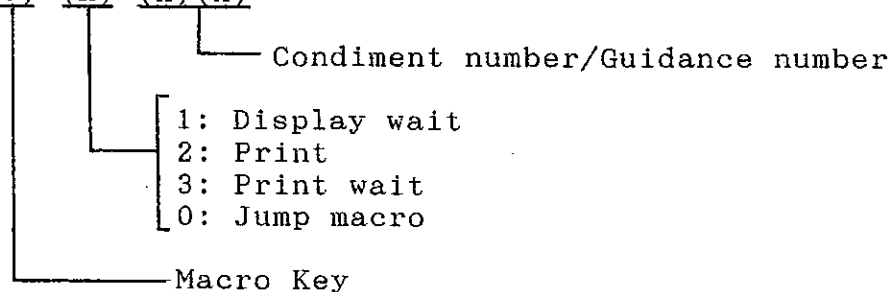 Condiment number/Guidance number
1: Display wait
2: Print
3: Print wait
0: Jump macro
Macro Key